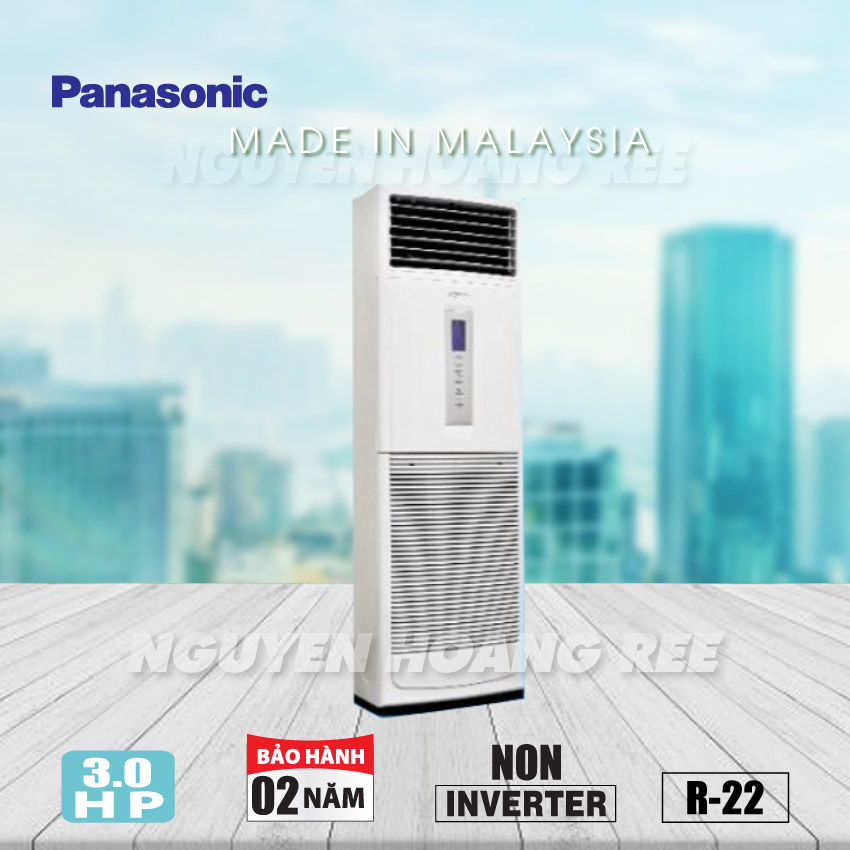 Panasonic
MADE IN MALAYSIA
NGUYEN HOANG REE
NGUYEN HOANG REE
3.0
HP
BẢO HÀNH
02 NĂM
NON
INVERTER
R-22